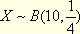 X ~ B(10, 1/4)